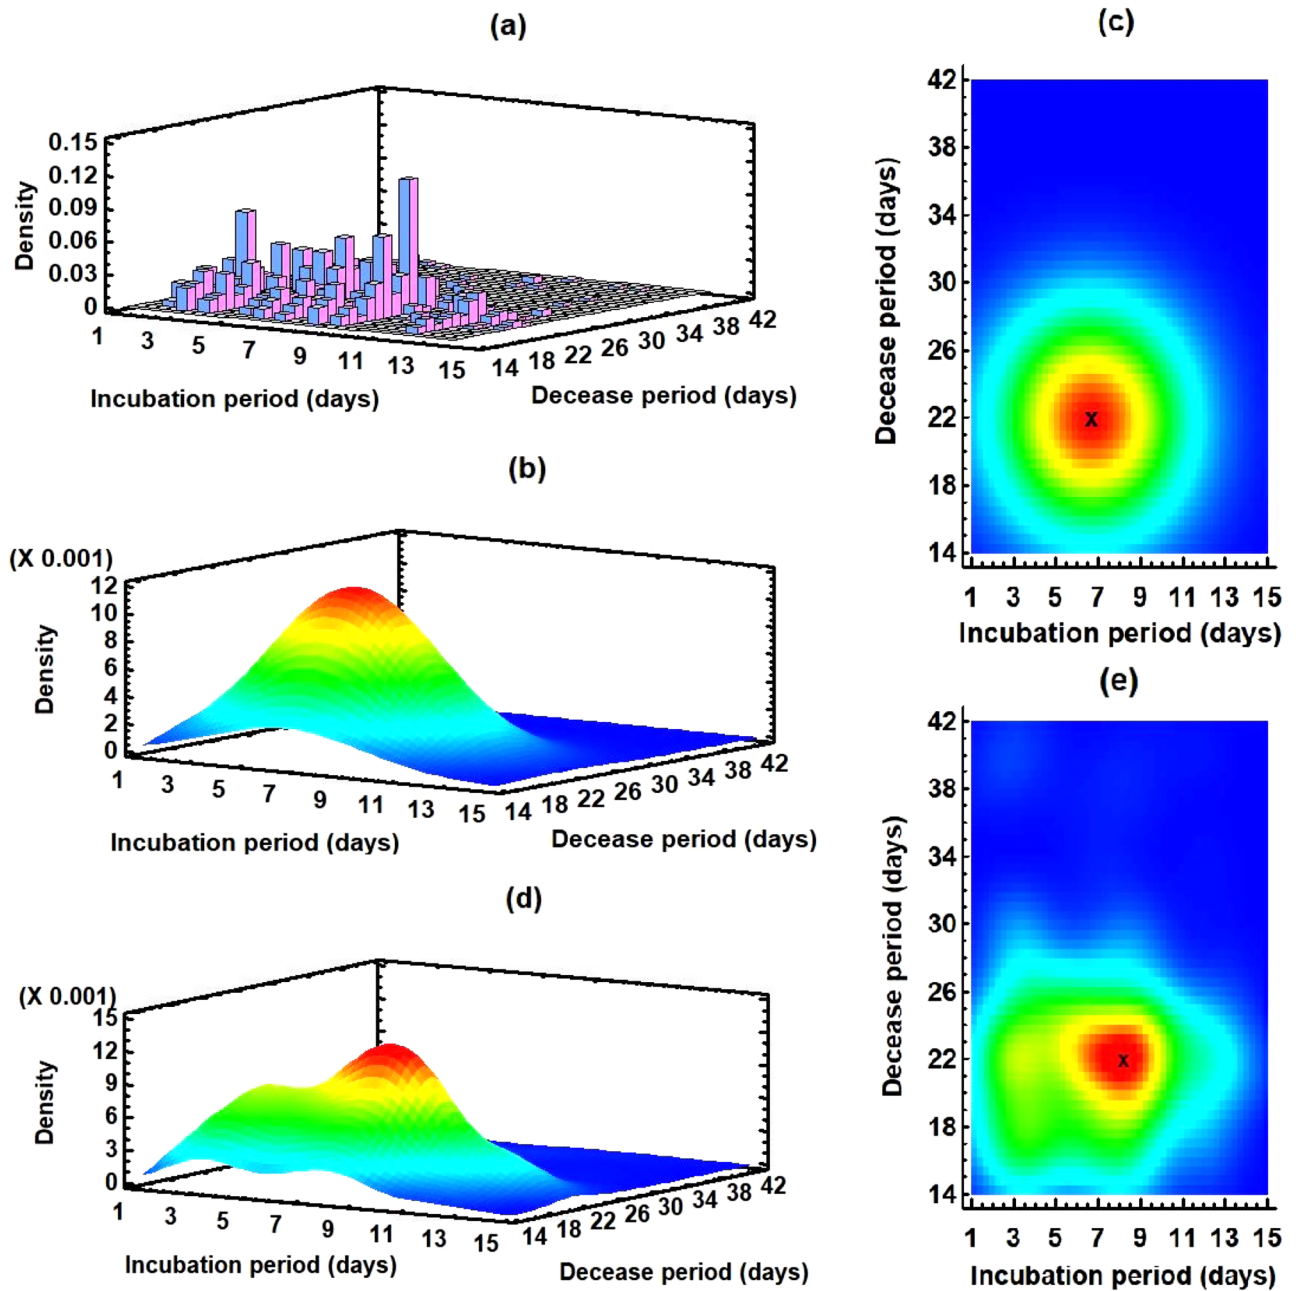 (a)
0.15
0.12
0.09
0.06
0.03
0
Density
1 3 5 7 9 11 13 15
14 18 22 26 30 34 38 42
Incubation period (days)
Decease period (days)
(b)
(X 0.001)
12
10
8
6
4
2
0
Density
1 3 5 7 9 11 13 15
14 18 22 26 30 34 38 42
Incubation period (days)
Decease period (days)
(d)
(X 0.001)
15
12
9
6
3
0
Density
1 3 5 7 9 11 13 15
14 18 22 26 30 34 38 42
Incubation period (days)
Decease period (days)
(c)
42
38
34
30
26
22
18
14
Decease period (days)
x
1 3 5 7 9 11 13 15
Incubation period (days)
(e)
42
38
34
30
26
22
18
14
Decease period (days)
x
1 3 5 7 9 11 13 15
Incubation period (days)